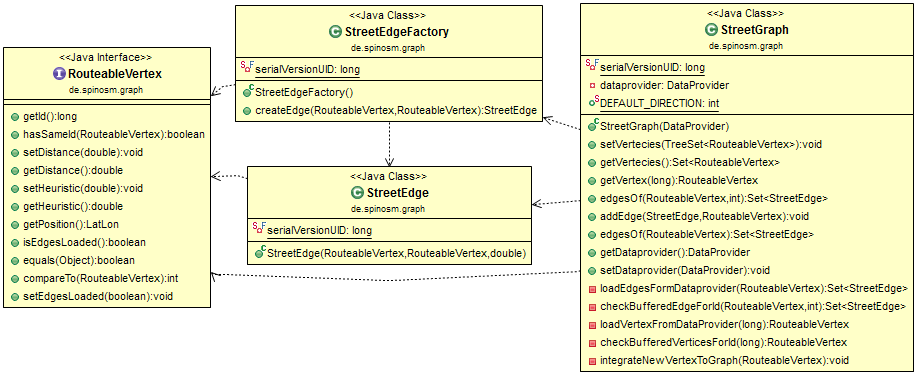 <<Java Interface>>
RouteableVertex
de.spinosm.graph
getId():long
hasSameId(RouteableVertex):boolean
setDistance(double):void
getDistance():double
setHeuristic(double):void
getHeuristic():double
getPosition():LatLon
isEdgesLoaded():boolean
equals(Object):boolean
compareTo(RouteableVertex):int
setEdgesLoaded(boolean):void
<<Java Class>>
StreetEdgeFactory
de.spinosm.graph
serialVersionUID: long
StreetEdgeFactory()
createEdge(RouteableVertex,RouteableVertex):StreetEdge
<<Java Class>>
StreetEdge
de.spinosm.graph
serialVersionUID: long
StreetEdge(RouteableVertex,RouteableVertex,double)
<<Java Class>>
StreetGraph
de.spinosm.graph
serialVersionUID: long
dataprovider: DataProvider
DEFAULT_DIRECTION: int
StreetGraph(DataProvider)
setVertecies(TreeSet<RouteableVertex>):void
getVertecies():Set<RouteableVertex>
getVertex(long):RouteableVertex
edgesOf(RouteableVertex,int):Set<StreetEdge>
addEdge(StreetEdge,RouteableVertex):void
edgesOf(RouteableVertex):Set<StreetEdge>
getDataprovider():DataProvider
setDataprovider(DataProvider):void
loadEdgesFormDataprovider(RouteableVertex):Set<StreetEdge>
checkBufferedEdgeForId(RouteableVertex,int):Set<StreetEdge>
loadVertexFromDataProvider(long):RouteableVertex
checkBufferedVerticesForId(long):RouteableVertex
integrateNewVertexToGraph(RouteableVertex):void